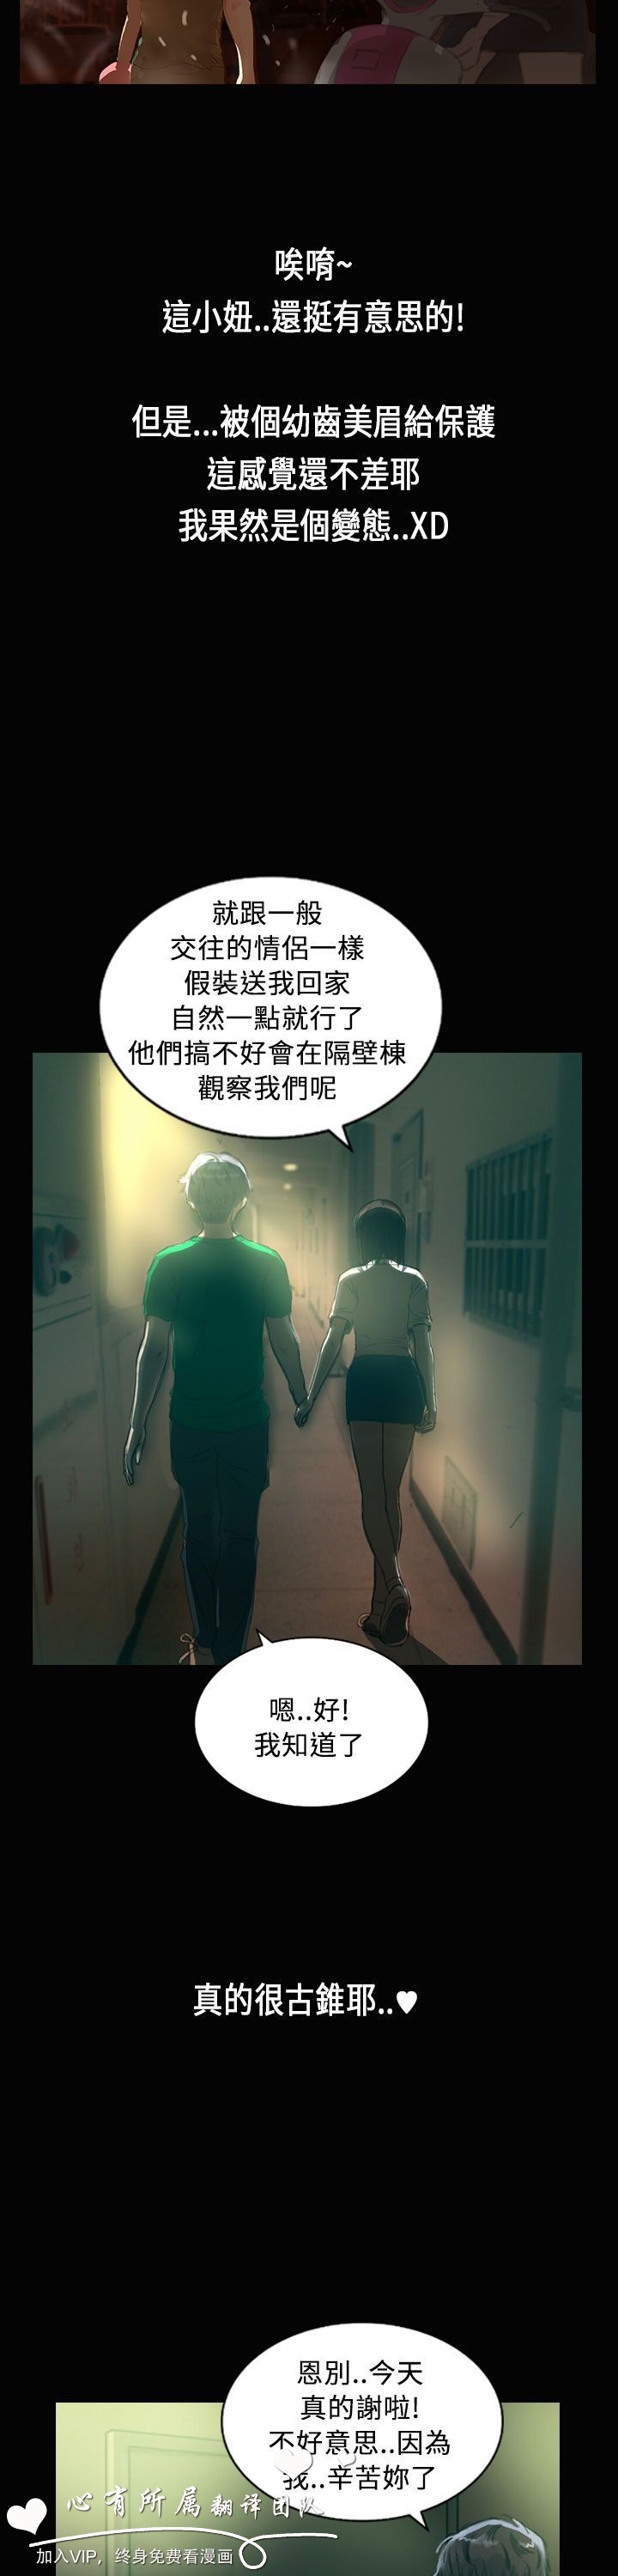 唉唷~
這小妞..還挺有意思的!
但是...被個幼齒美眉給保護
這感覺還不差耶
我果然是個變態..XD
就跟一般
交往的情侶一樣
假裝送我回家
自然一點就行了
他們搞不好會在隔壁棟
觀察我們呢
嗯..好!
我知道了
真的很古錐耶..♥
恩別..今天
真的謝啦!
不好意思..因為
我..辛苦妳了
心有所属翻译团队
加入VIP，终身免费看漫画